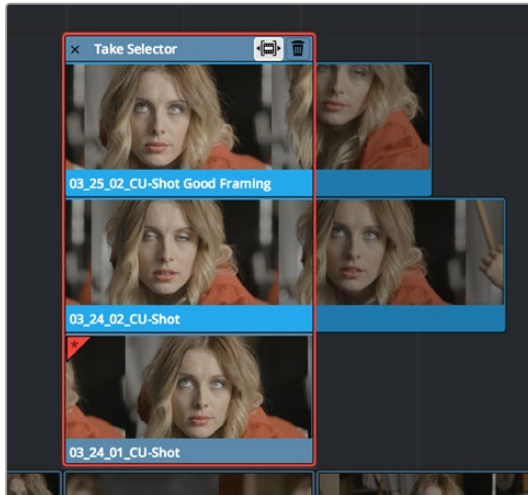 × Take Selector
03_25_02_CU-Shot Good Framing
03_24_02_CU-Shot
03_24_01_CU-Shot